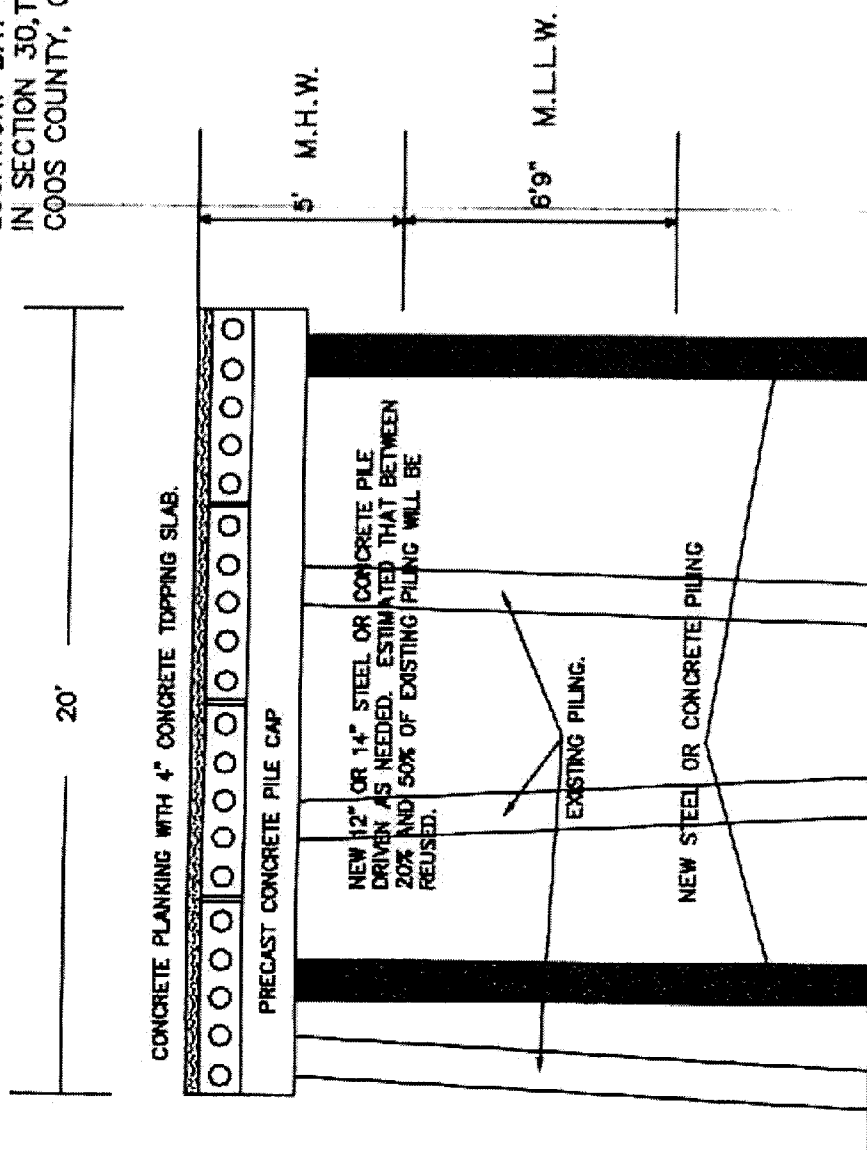 IN SECTION 30,T
COOS COUNTY,
20'
CONCRETE PLANKING WITH 4" CONCRETE TOPPING SLAB.
PRECAST CONCRETE PILE CAP
5' M.H.W.
6'9" M.L.L.W.
NEW 12" OR 14" STEEL OR CONCRETE PILE
DRIVEN AS NEEDED. ESTIMATED THAT BETWEEN
20% AND 50% OF EXISTING PILING WILL BE
REUSED.
EXISTING PILING.
NEW STEEL OR CONCRETE PILING